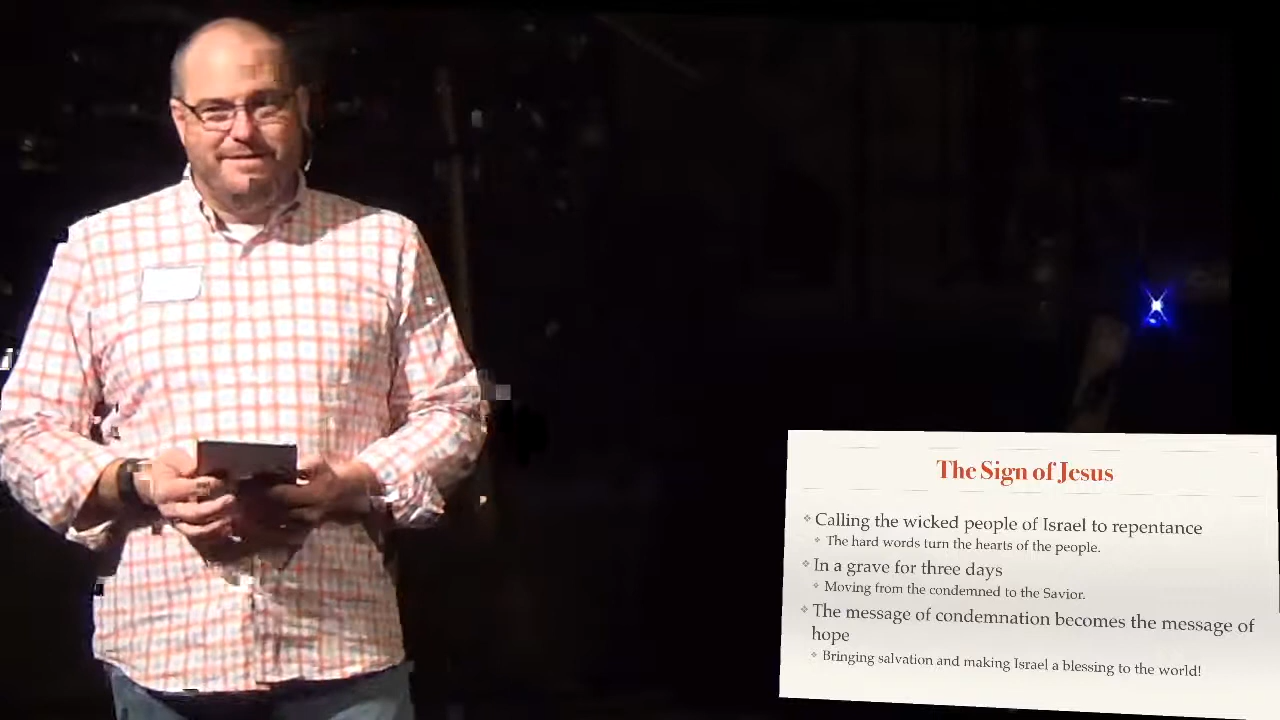 The Sign of Jesus
Calling the wicked people of Israel to repentance
The hard words turn the hearts of the people.
In a grave for three days
Moving from the condemned to the Savior.
The message of condemnation becomes the message of
hope
Bringing salvation and making Israel a blessing to the world!